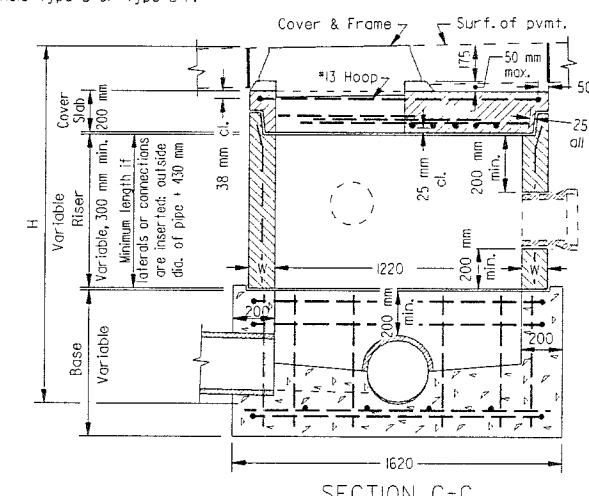 Cover & Frame
Surf. of pvmt.
175
50 mm
max.
50
#13 Hoop
Cover
Slab
200 mm
38 mm cl.
25 mm
cl.
200 mm
min.
25
all
H
Variable
Riser
Variable, 300 mm min.
Minimum length if
laterals or connections
are inserted: outside
dia. of pipe + 430 mm
W
1220
200 mm
min.
W
200
200 mm
min.
200
Base
Variable
1620
SECTION C-C